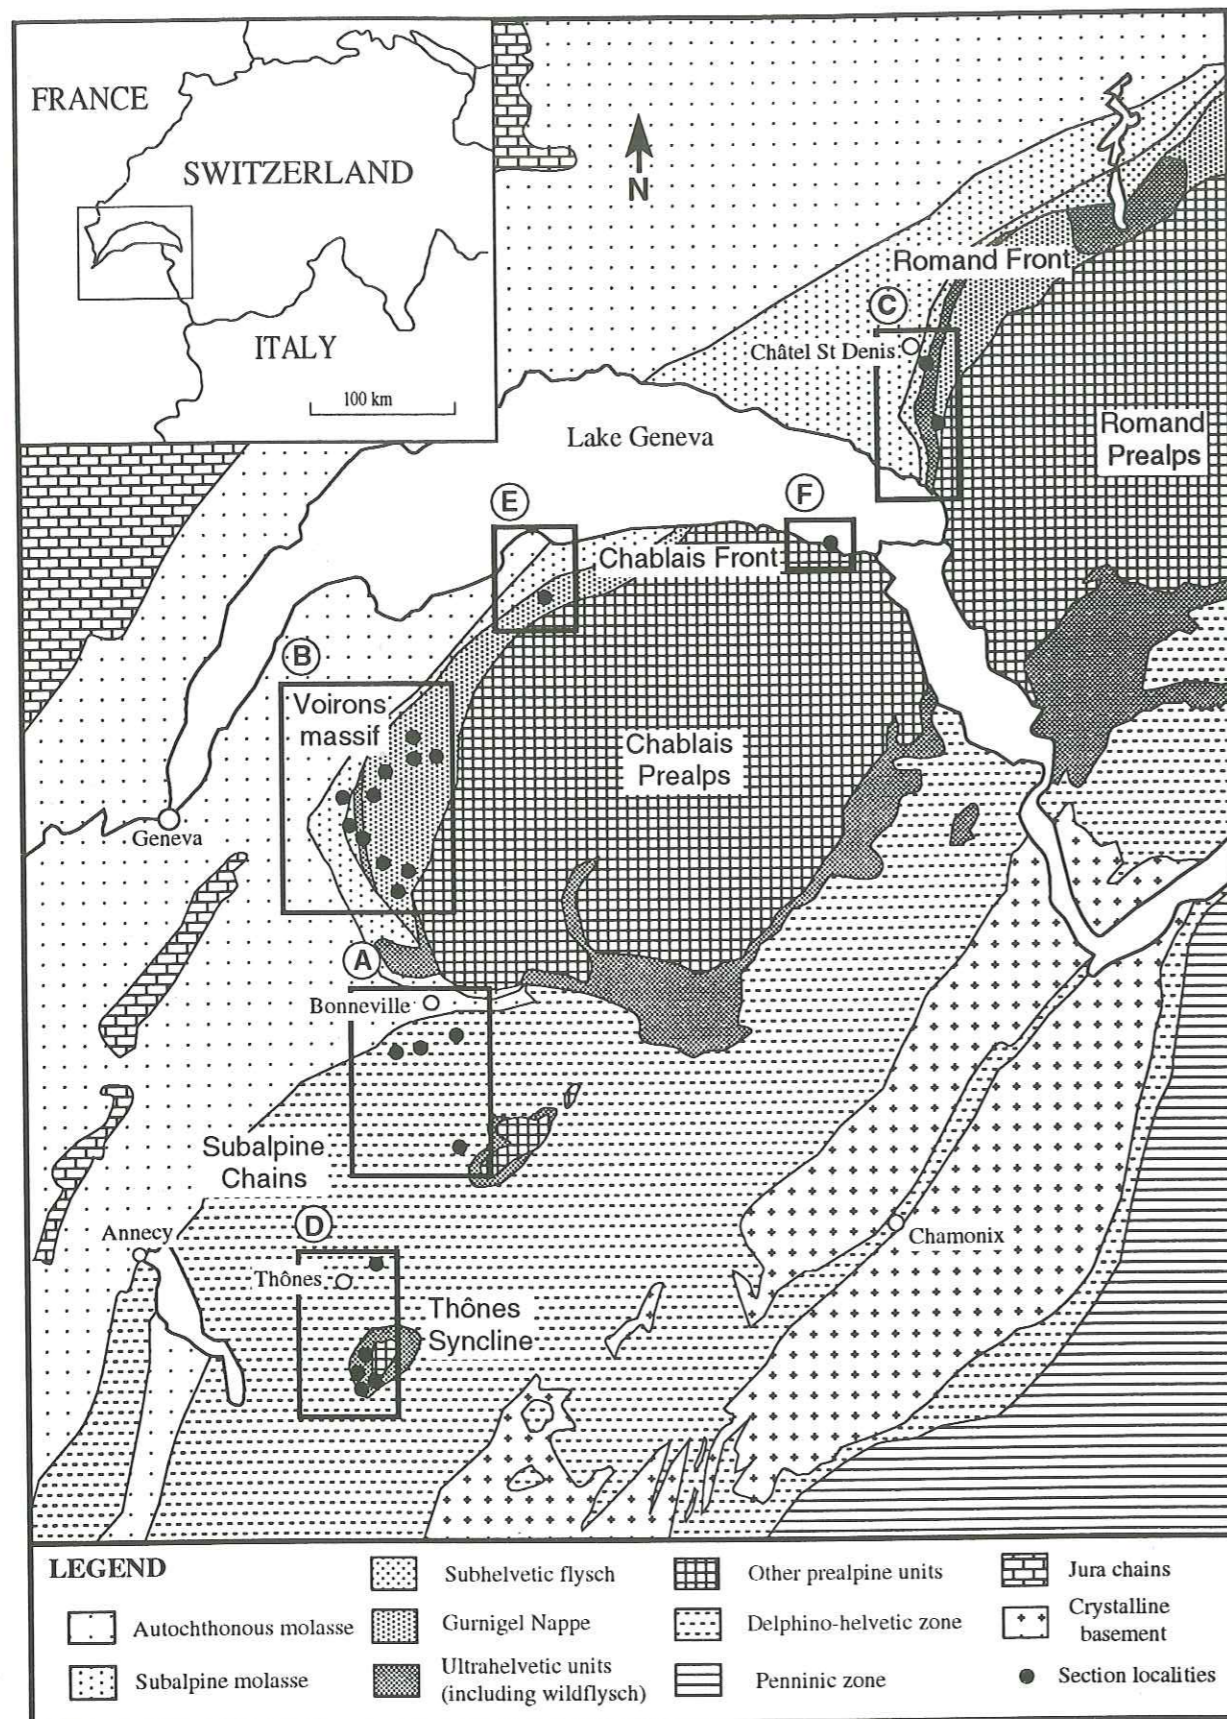 FRANCE
SWITZERLAND
ITALY
100 km
N
Romand Front
C
Châtel St Denis
Lake Geneva
Romand
Prealps
E
F
Chablais Front
B
Voirons
massif
Chablais
Prealps
Geneva
A
Bonneville
Subalpine
Chains
D
Annecy
Thônes
Chamonix
Thônes
Syncline
LEGEND
Autochthonous molasse
Subalpine molasse
Subhelvetic flysch
Gurnigel Nappe
Ultrahelvetic units
(including wildflysch)
Other prealpine units
Delphino-helvetic zone
Penninic zone
Jura chains
Crystalline
basement
Section localities